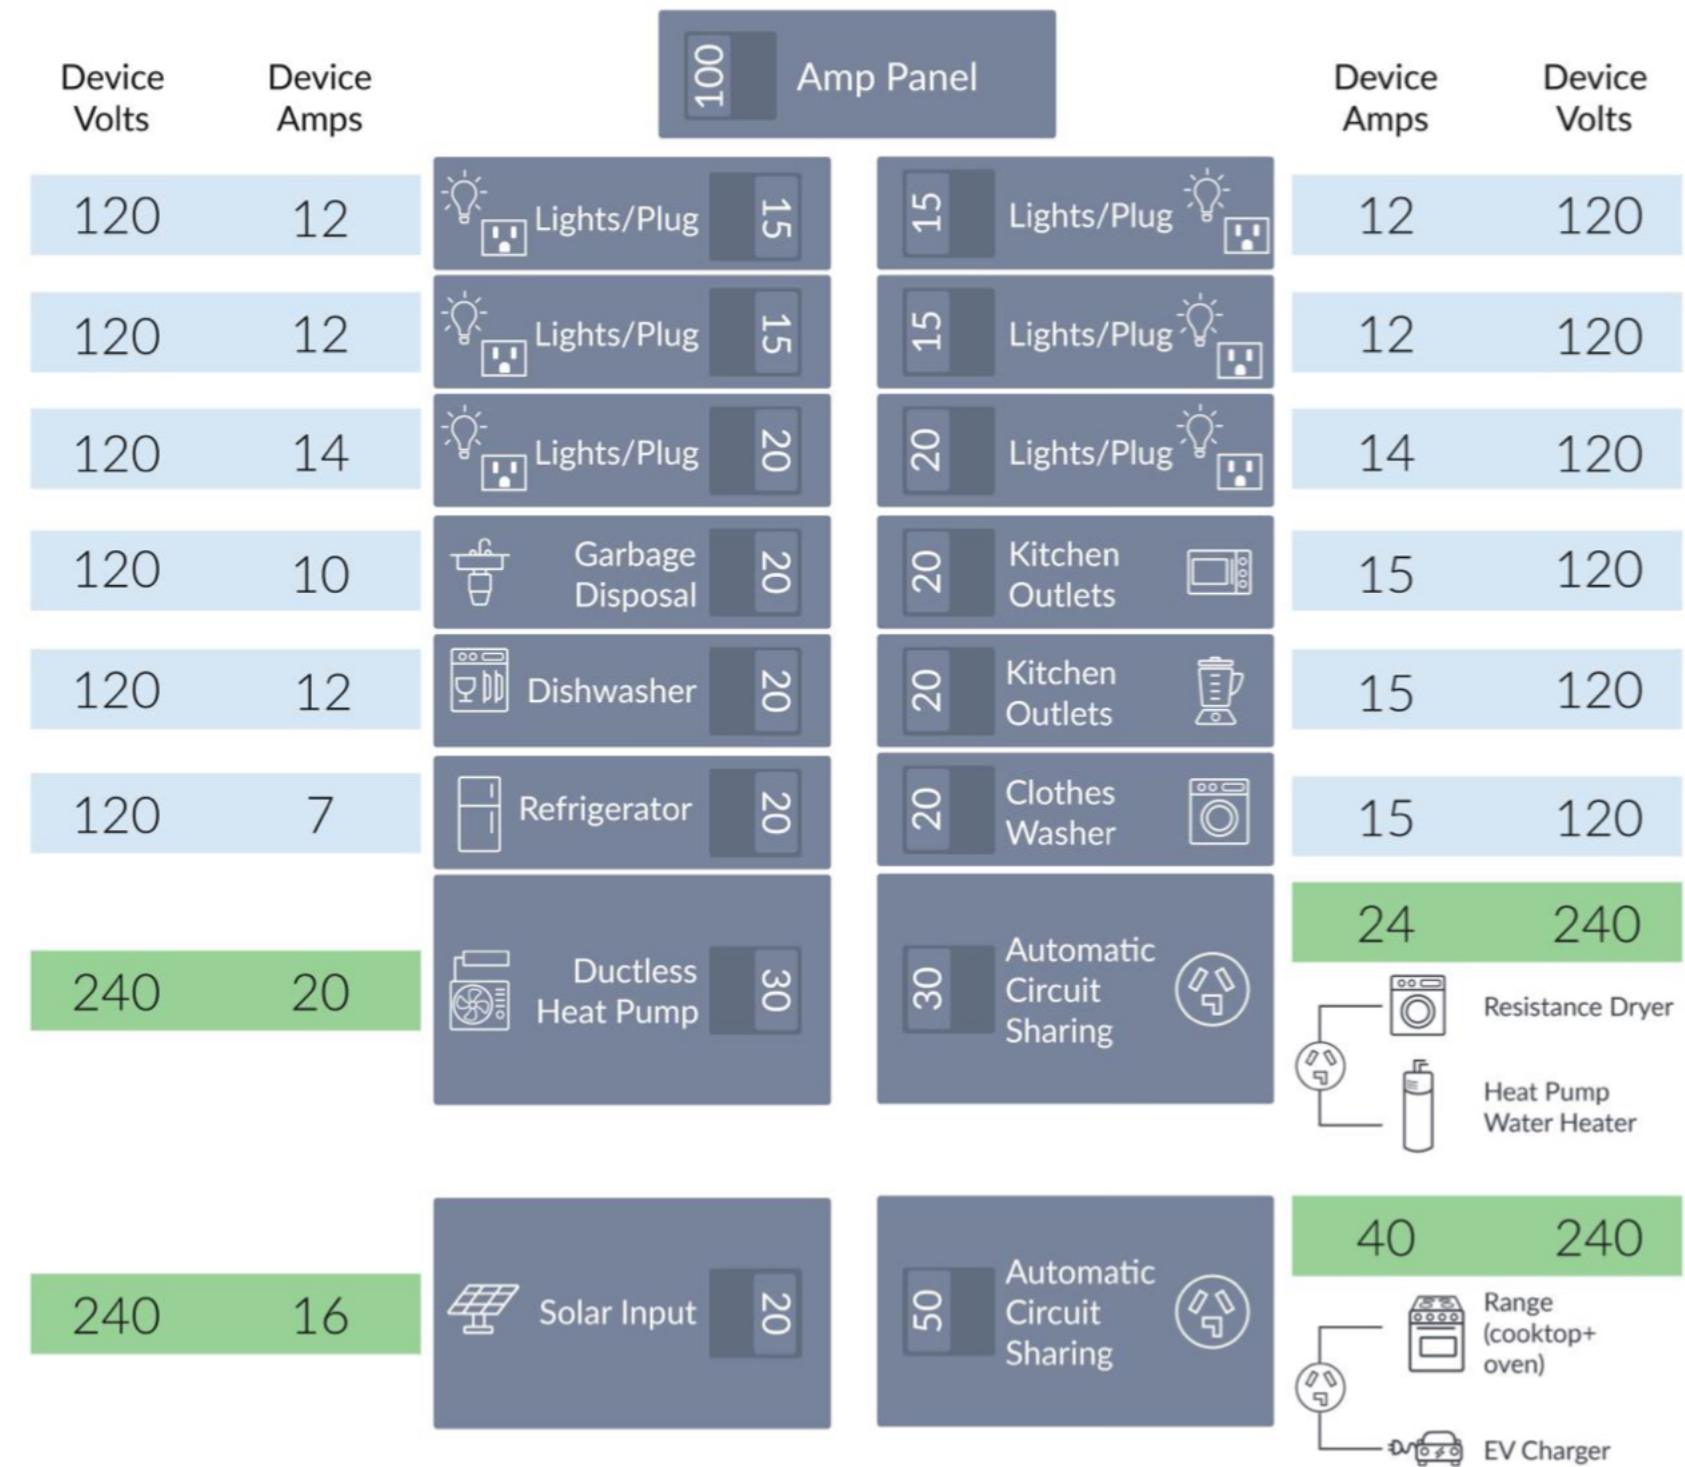 100 Amp Panel
Device
Volts
Device
Amps
Device
Amps
Device
Volts
120 12 Lights/Plug 15 15 Lights/Plug 12 120
120 12 Lights/Plug 15 15 Lights/Plug 12 120
120 14 Lights/Plug 20 20 Lights/Plug 14 120
120 10 Garbage
Disposal 20
20 Kitchen
Outlets 15 120
120 12 Dishwasher 20
20 Kitchen
Outlets 15 120
120 7 Refrigerator 20
20 Clothes
Washer 15 120
240 20 Ductless
Heat Pump 30
30 Automatic
Circuit
Sharing
24 240
Resistance Dryer
Heat Pump
Water Heater
240 16 Solar Input 20
50 Automatic
Circuit
Sharing
40 240
Range
(cooktop+
oven)
EV Charger